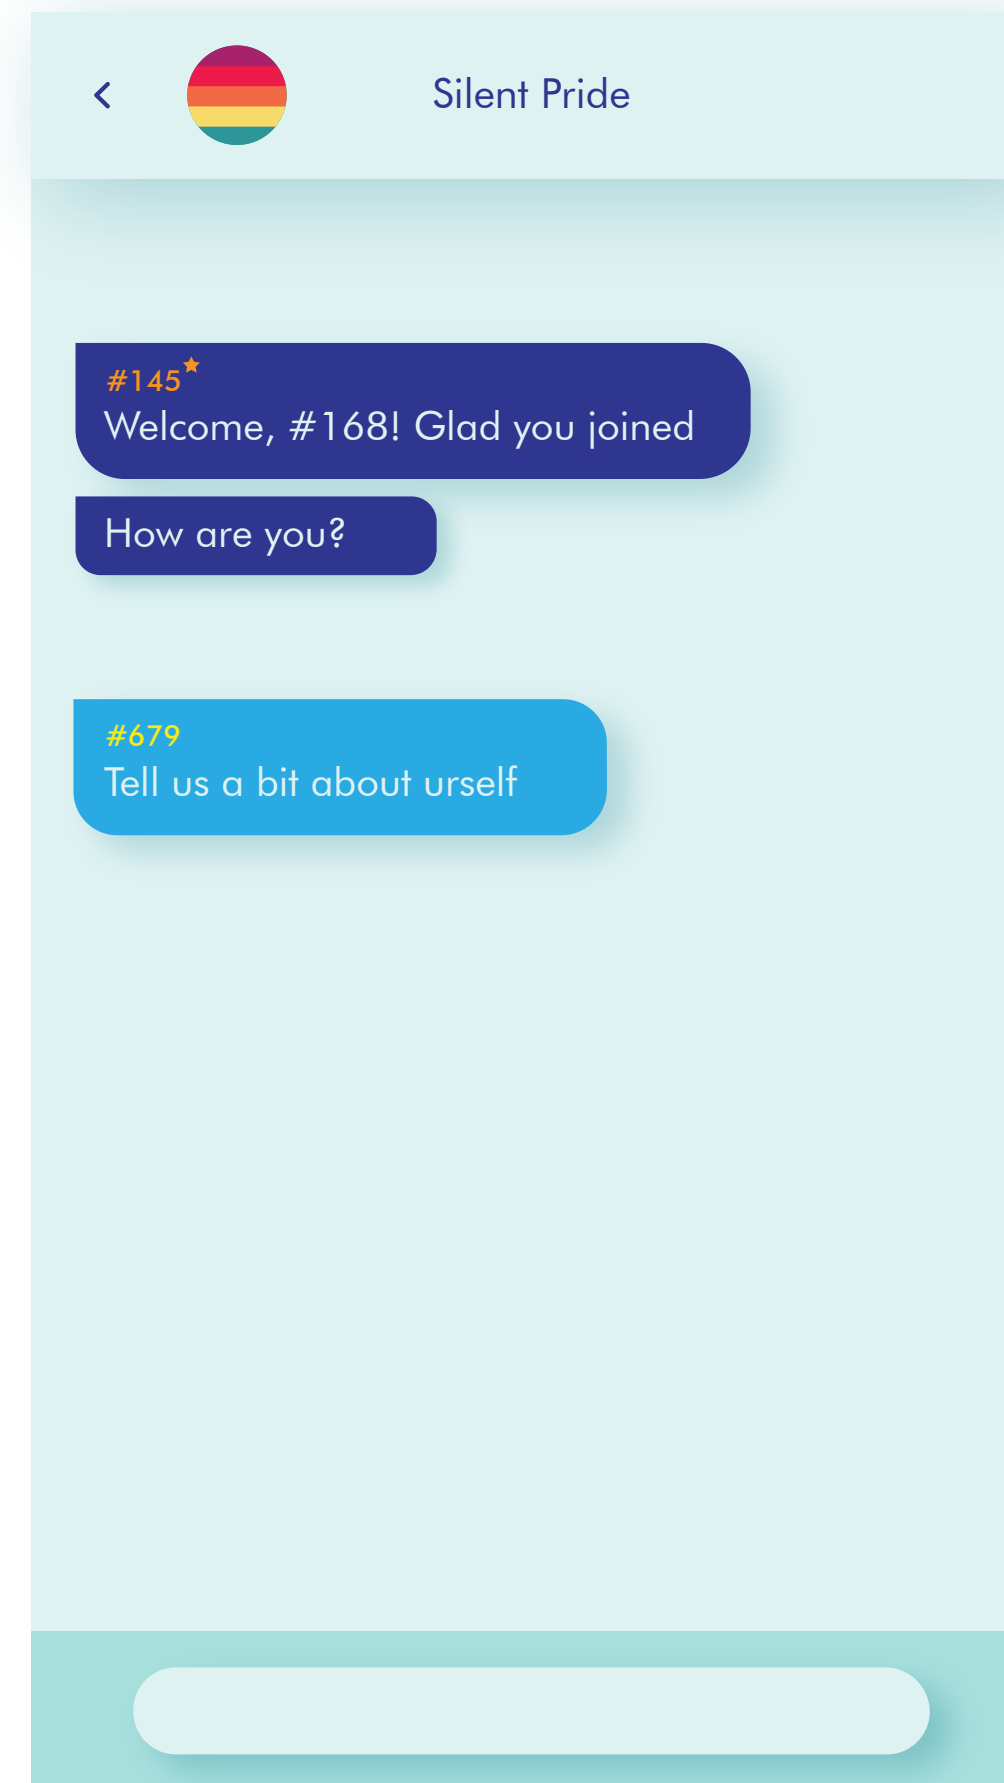 Silent Pride
#145
Welcome, #168! Glad you joined
How are you?
#679
Tell us a bit about urself